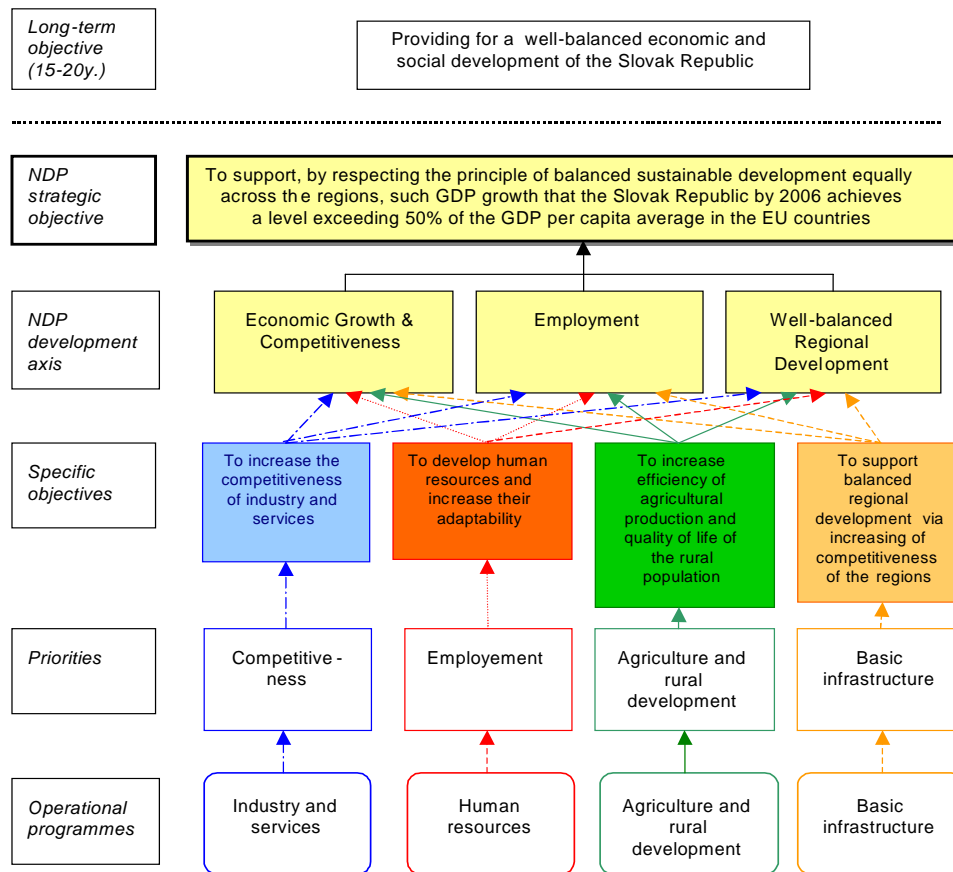 Long-term
objective
(15-20y.)
Providing for a well-balanced economic and
social development of the Slovak Republic
NDP
strategic
objective
To support, by respecting the principle of balanced sustainable development equally
across the regions, such GDP growth that the Slovak Republic by 2006 achieves
a level exceeding 50% of the GDP per capita average in the EU countries
NDP
development
axis
Economic Growth &
Competitiveness
Employment
Well-balanced
Regional
Development
Specific
objectives
To increase the
competitiveness
of industry and
services
To develop human
resources and
increase their
adaptability
To increase
efficiency of
agricultural
production and
quality of life of
the rural
population
To support
balanced
regional
development via
increasing of
competitiveness
of the regions
Priorities
Competitive -
ness
Employement
Agriculture and
rural
development
Basic
infrastructure
Operational
programmes
Industry and
services
Human
resources
Agriculture and
rural
development
Basic
infrastructure